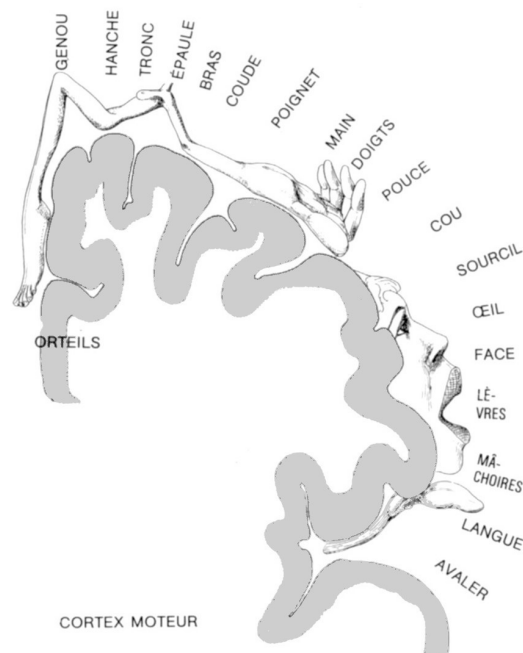 GENOU
HANCHE
TRONC
ÉPAULE
BRAS
COUDE
POIGNET
MAIN
DOIGTS
POUCE
COU
SOURCIL
ŒIL
FACE
LÈ-
VRES
MÂ-
CHOIRES
LANGUE
AVALER
ORTEILS
CORTEX MOTEUR